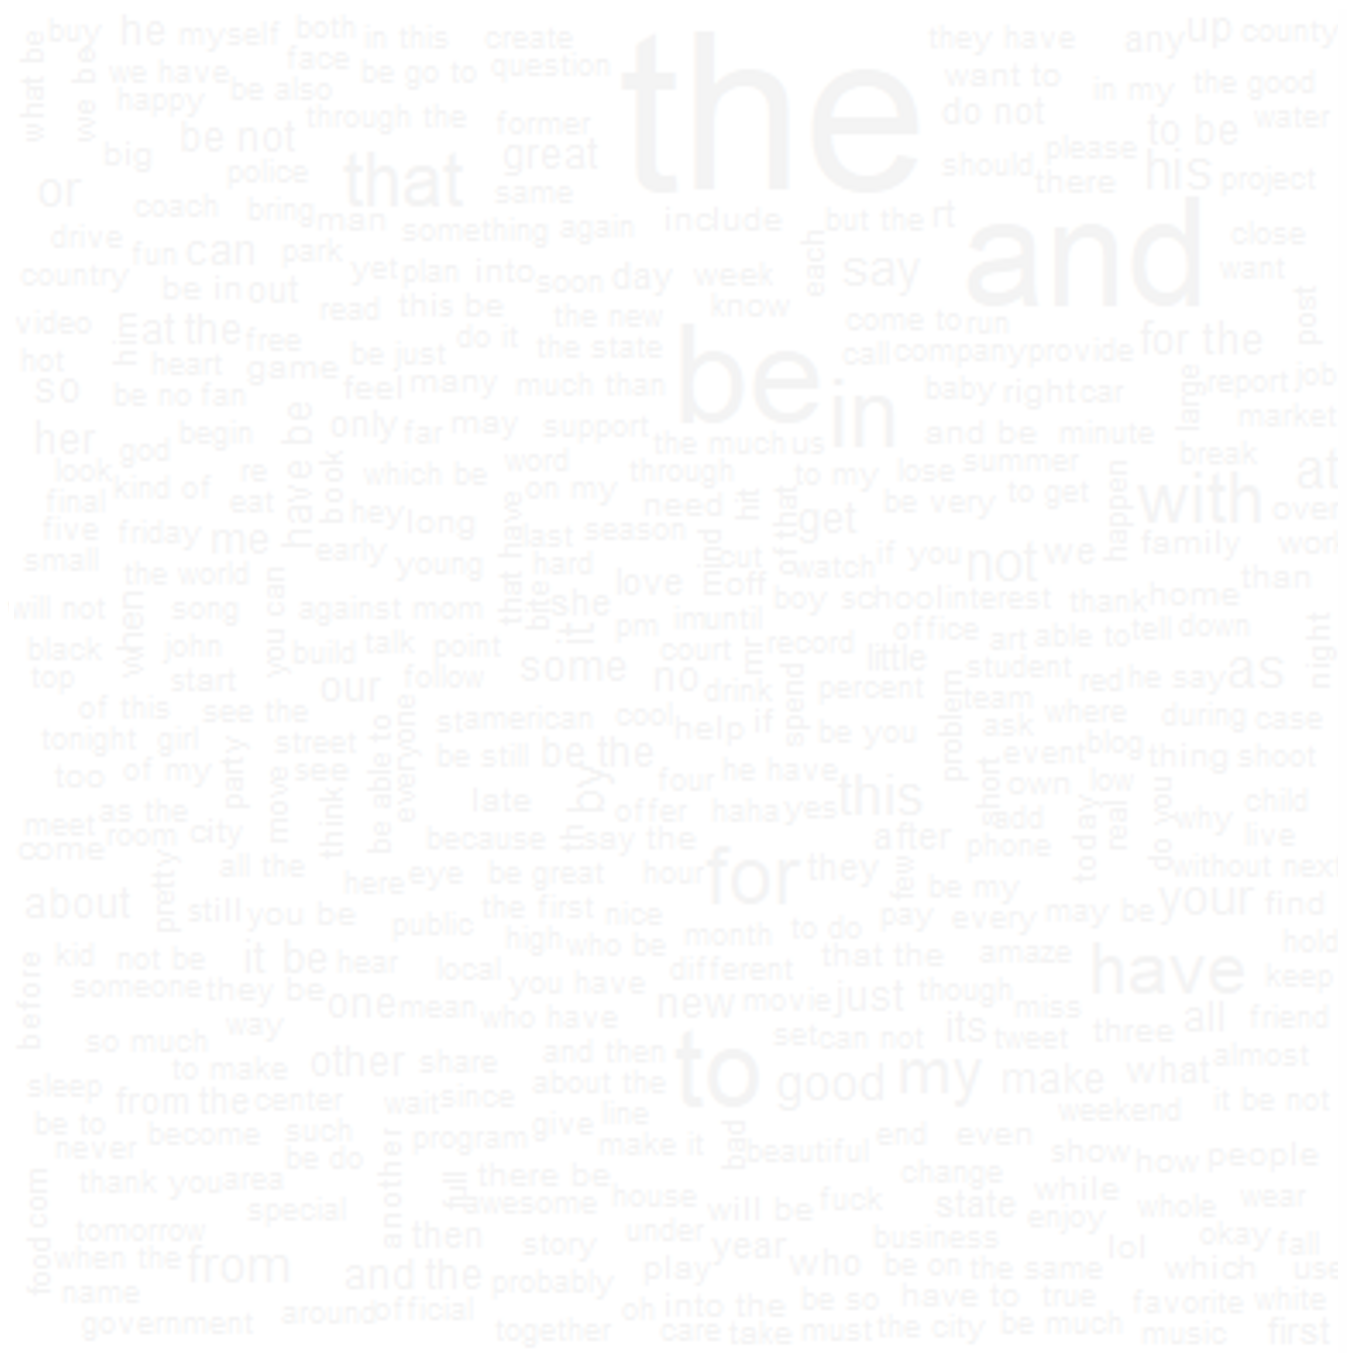 what be
buy
he
myself
both
in this
create
they have
any
up
county
we be
we have
face
be go to
question
the
want to
in my
the good
happy
be also
through the
former
do not
to be
water
big
be not
police
that
great
should
please
his
project
or
same
there
coach
bring
man
something
again
include
but the
rt
and
drive
fun
can
park
each
say
close
country
yet
plan
into
soon
day
week
want
be in
out
read
this be
know
post
video
him
at the
free
do it
the new
come to
run
for the
hot
heart
game
be just
the state
be
call
company
provide
so
be no fan
feel
many
much than
in
baby
right
car
large
report
job
her
god
begin
have be
only
far
may
support
the much
us
and be
minute
market
look
kind of
re
book
which be
word
through
to my
lose
summer
break
at
final
eat
hey
long
that have
on my
need
hit
of that
get
be very
to get
happen
with
over
five
friday
me
early
last
season
mind
not
we
family
small
the world
young
hard
love
out
off
watch
if you
than
will not
when
song
you can
against
mom
bite
she
it
pm
im
until
boy
school
interest
thank
home
black
john
build
talk
point
court
mr
record
office
art
able to
tell
down
night
top
start
our
follow
some
no
drink
spend
percent
little
student
red
he say
as
of this
see the
everyone
st
american
cool
help
if
be you
problem
team
ask
where
during
case
tonight
girl
party
street
be able to
be still
be the
event
blog
thing
shoot
too
of my
move
see
think
late
by
four
he have
this
short
own
low
do you
child
meet
as the
room
city
because
th
say the
offer
haha
yes
after
add
phone
today
real
why
live
come
pretty
all the
here
eye
be great
hour
for
they
few
be my
without
next
about
still
you be
public
the first
nice
pay
every
may be
your
find
before
kid
not be
it be
hear
local
high
who be
month
to do
that the
amaze
have
hold
someone
they be
one
mean
you have
different
new
movie
just
though
miss
keep
way
who have
set
can not
its
tweet
three
all
friend
so much
to make
other
share
and then
to
good
my
make
what
almost
sleep
from the
center
wait
since
about the
weekend
it be not
be to
never
become
such
another
program
give
line
make it
bad
beautiful
end
even
show
how
people
food
com
thank you
area
be do
full
there be
change
special
awesome
house
will be
fuck
state
while
enjoy
whole
wear
tomorrow
then
story
under
year
business
lol
okay
fall
when the
from
and the
probably
play
who
be on
the same
which
use
name
government
around
official
together
oh
into the
care
take
be so
must
have to
the city
true
be much
favorite
music
white
first